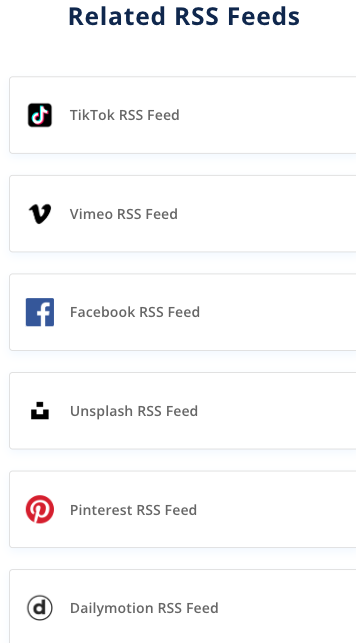 Related RSS Feeds
TikTok RSS Feed
Vimeo RSS Feed
Facebook RSS Feed
Unsplash RSS Feed
Pinterest RSS Feed
Dailymotion RSS Feed